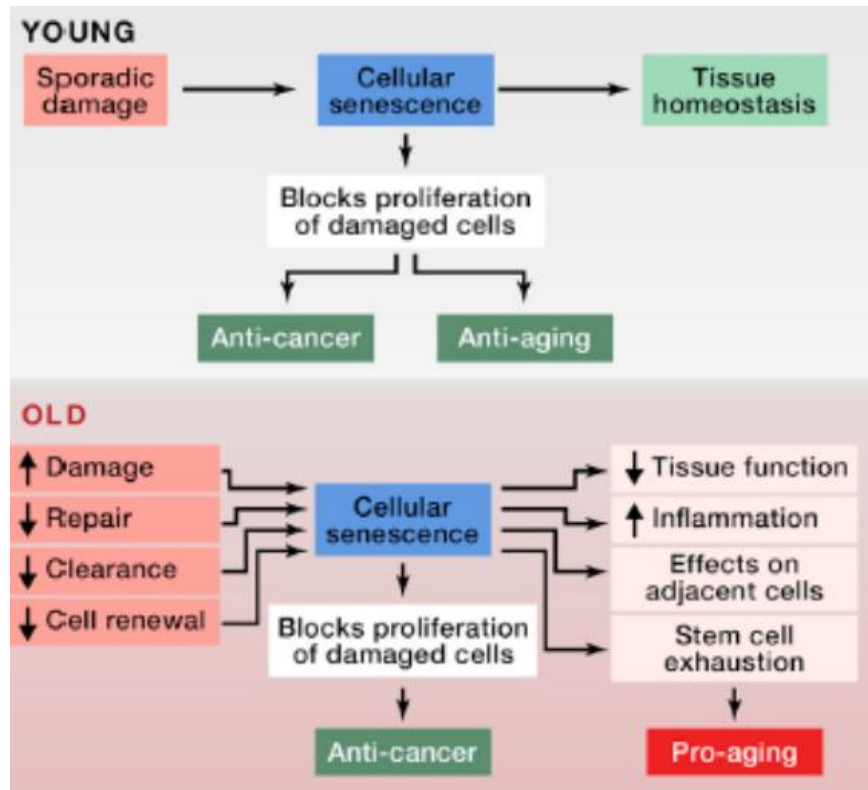 YOUNG
Sporadic
damage
Cellular
senescence
Tissue
homeostasis
Blocks proliferation
of damaged cells
Anti-cancer
Anti-aging
OLD
↑ Damage
↓ Repair
↓ Clearance
↓ Cell renewal
Cellular
senescence
Blocks proliferation
of damaged cells
Anti-cancer
↓ Tissue function
↑ Inflammation
Effects on
adjacent cells
Stem cell
exhaustion
Pro-aging